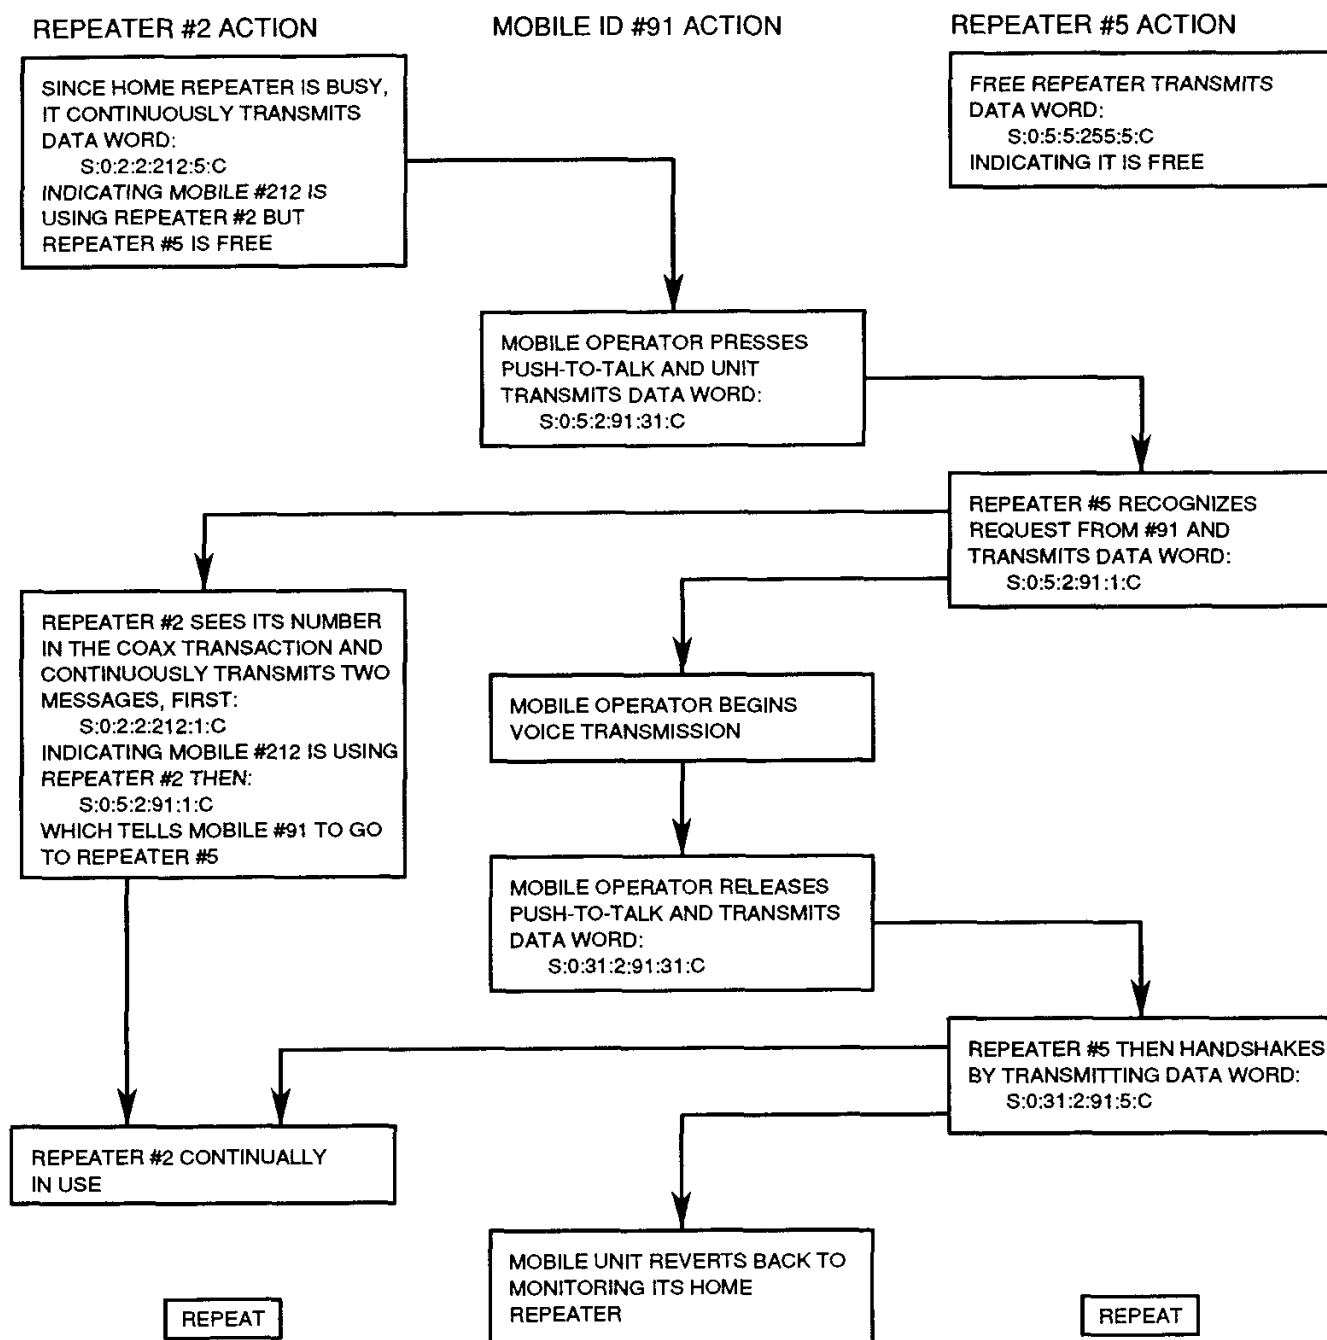 REPEATER #2 ACTION
MOBILE ID #91 ACTION
REPEATER #5 ACTION
SINCE HOME REPEATER IS BUSY,
IT CONTINUOUSLY TRANSMITS
DATA WORD:
S:0:2:2:212:5:C
INDICATING MOBILE #212 IS
USING REPEATER #2 BUT
REPEATER #5 IS FREE
FREE REPEATER TRANSMITS
DATA WORD:
S:0:5:5:255:5:C
INDICATING IT IS FREE
MOBILE OPERATOR PRESSES
PUSH-TO-TALK AND UNIT
TRANSMITS DATA WORD:
S:0:5:2:91:31:C
REPEATER #5 RECOGNIZES
REQUEST FROM #91 AND
TRANSMITS DATA WORD:
S:0:5:2:91:1:C
REPEATER #2 SEES ITS NUMBER
IN THE COAX TRANSACTION AND
CONTINUOUSLY TRANSMITS TWO
MESSAGES, FIRST:
S:0:2:2:212:1:C
INDICATING MOBILE #212 IS USING
REPEATER #2 THEN:
S:0:5:2:91:1:C
WHICH TELLS MOBILE #91 TO GO
TO REPEATER #5
MOBILE OPERATOR BEGINS
VOICE TRANSMISSION
MOBILE OPERATOR RELEASES
PUSH-TO-TALK AND TRANSMITS
DATA WORD:
S:0:31:2:91:31:C
REPEATER #5 THEN HANDSHAKES
BY TRANSMITTING DATA WORD:
S:0:31:2:91:5:C
REPEATER #2 CONTINUALLY
IN USE
MOBILE UNIT REVERTS BACK TO
MONITORING ITS HOME
REPEATER
REPEAT
REPEAT